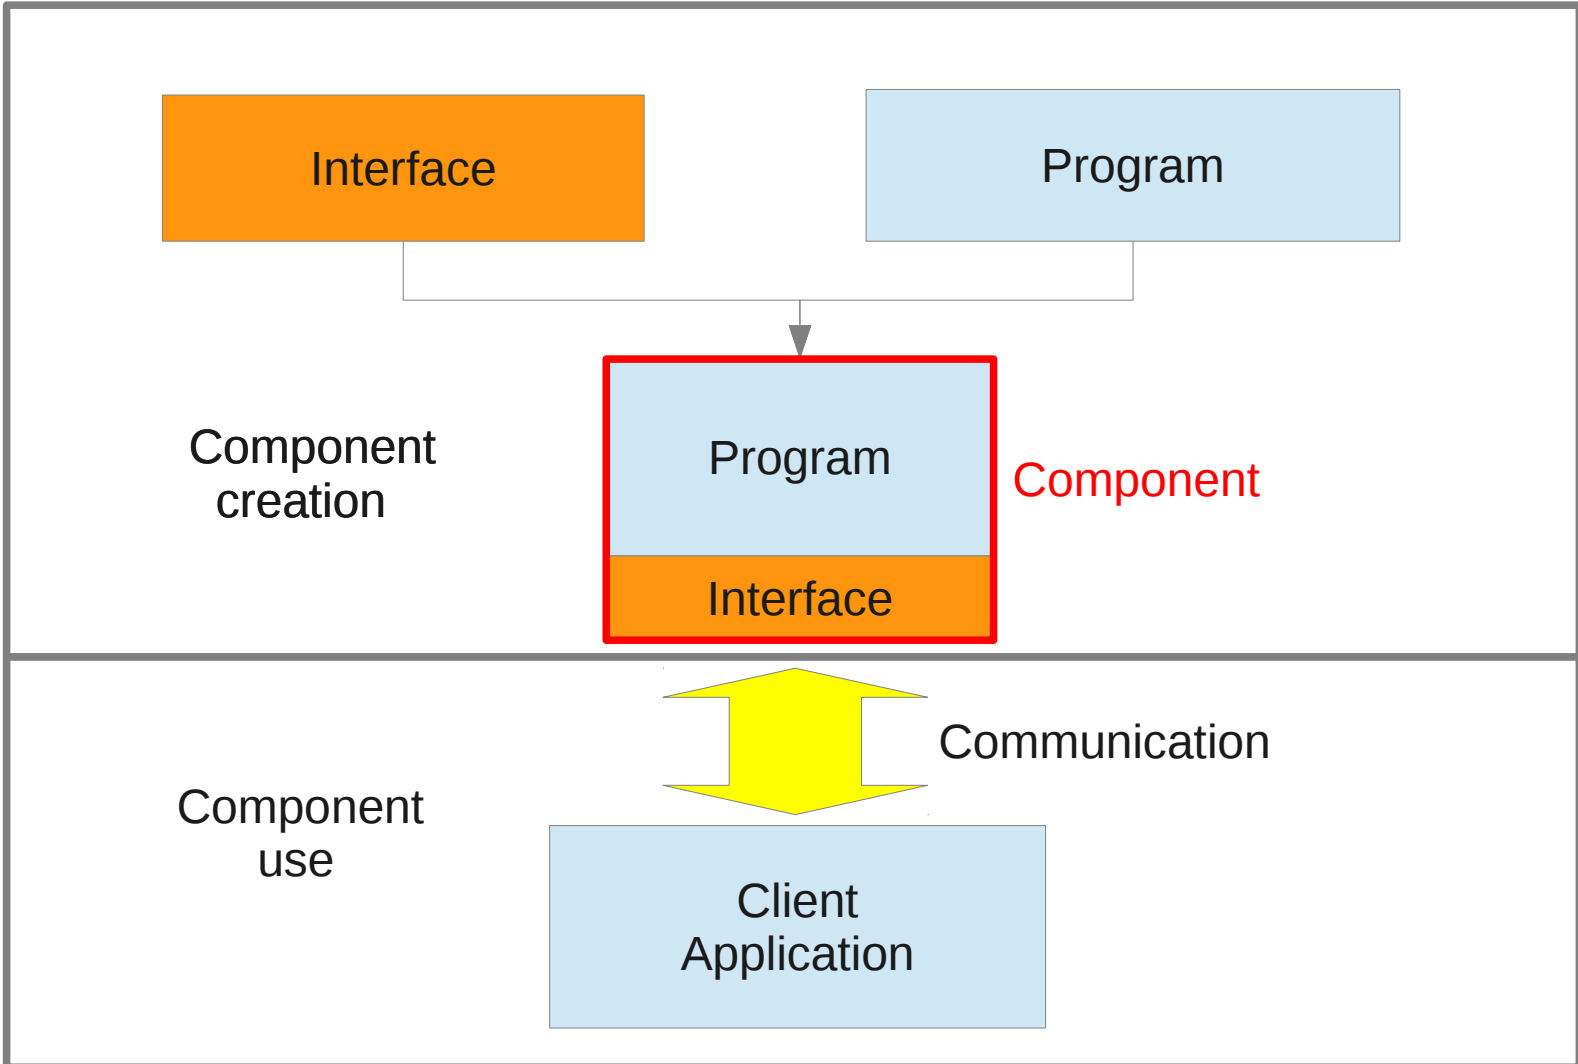 Interface
Program
Component
creation
Program
Component
Interface
Communication
Component
use
Client
Application